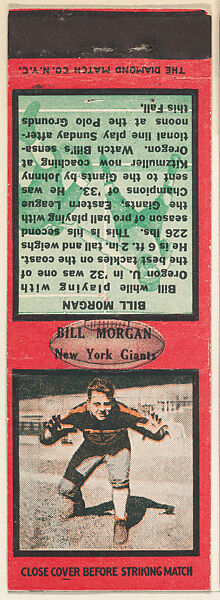 THE DIAMOND MATCH CO. N.Y.C.
BILL MORGAN
Bill while playing with
Oregon U. in '32 was one of
the best tackles on the coast.
He is 6 ft. 2 in. tall and weighs
226 lbs. This is his second
season of pro ball playing with
the Giants, Eastern League
Champions of '33. He was
sent to the Giants by Johnny
Kitzmuller now coaching at
Oregon. Watch Bill's sensa-
tional line play Sunday after-
noons at the Polo Grounds
this Fall.
BILL MORGAN
New York Giants
CLOSE COVER BEFORE STRIKING MATCH